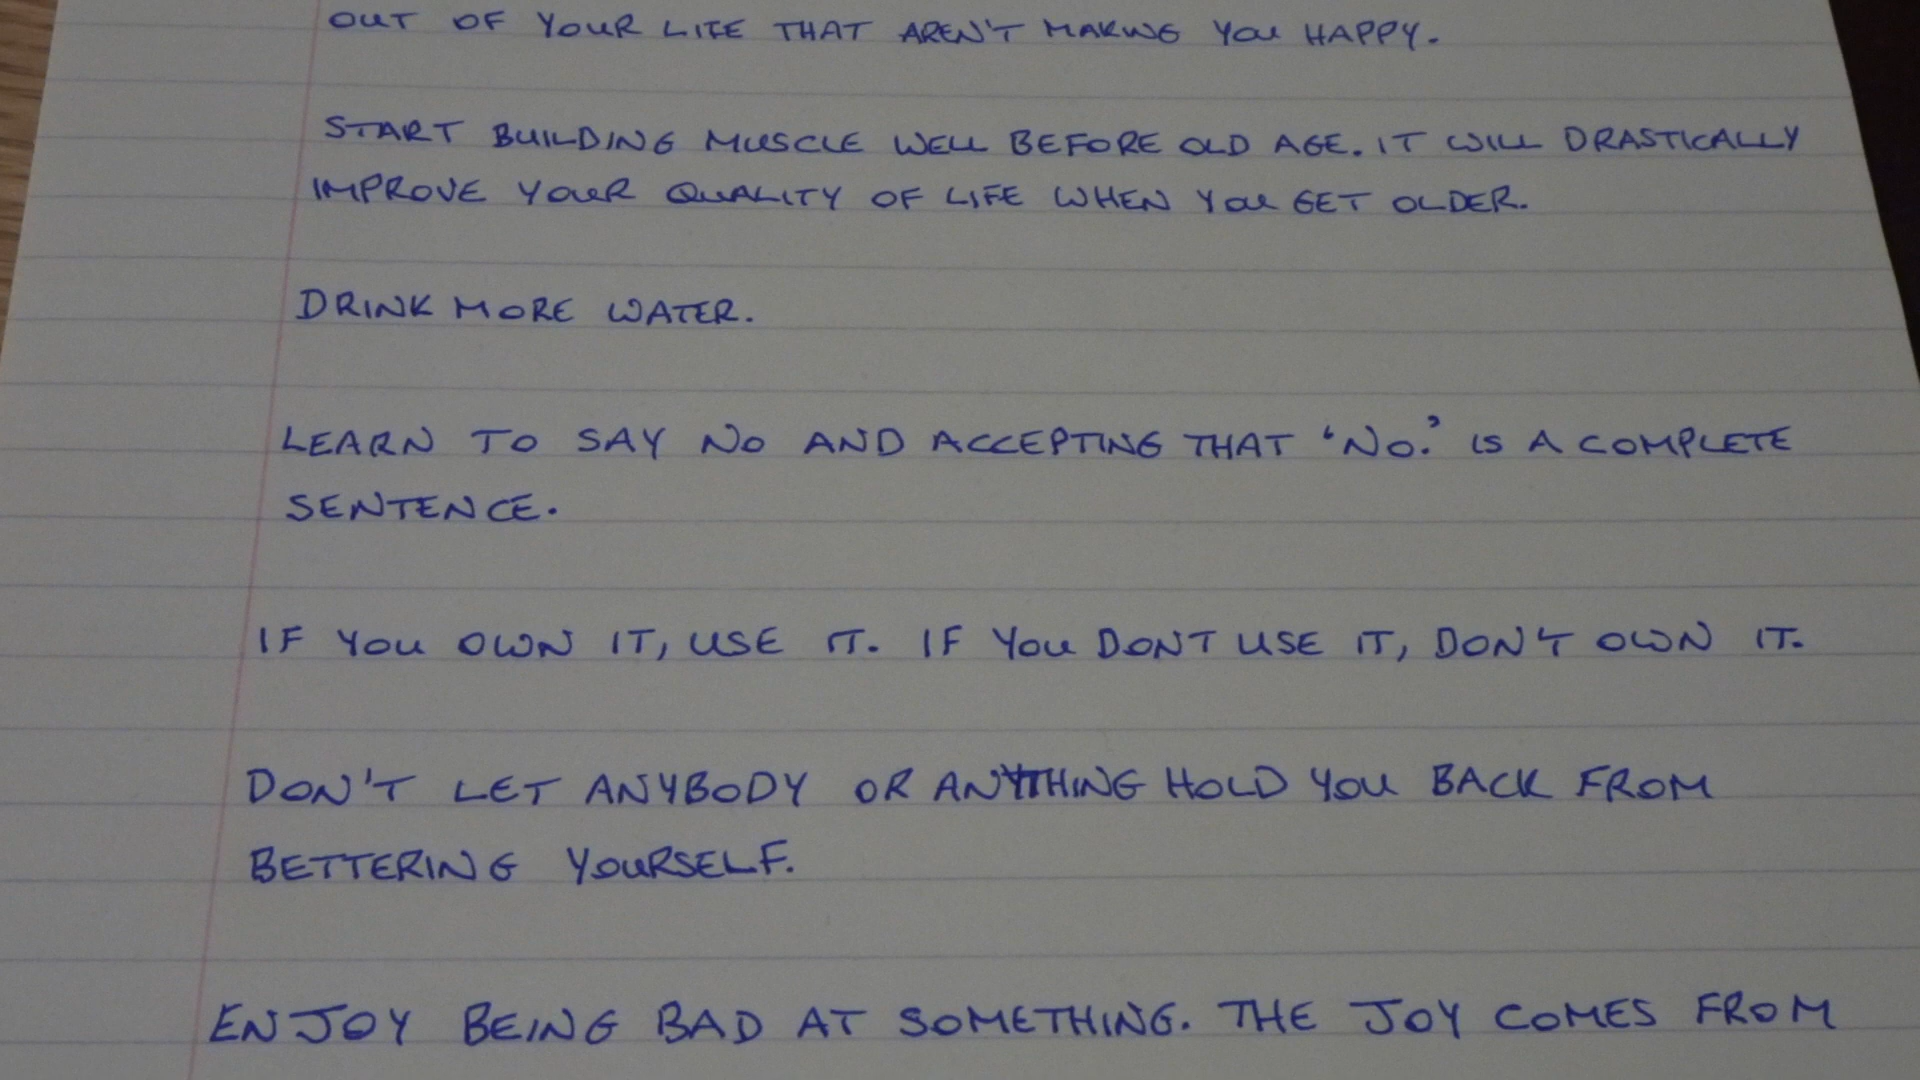 OUT OF YOUR LIFE THAT AREN'T MAKING YOU HAPPY.
START BUILDING MUSCLE WELL BEFORE OLD AGE. IT WILL DRASTICALLY
IMPROVE YOUR QUALITY OF LIFE WHEN YOU GET OLDER.
DRINK MORE WATER.
LEARN TO SAY NO AND ACCEPTING THAT 'NO.' IS A COMPLETE
SENTENCE.
IF YOU OWN IT, USE IT. IF YOU DONT USE IT, DON'T OWN IT.
DON'T LET ANYBODY OR ANYTHING HOLD YOU BACK FROM
BETTERING YOURSELF.
ENJOY BEING BAD AT SOMETHING. THE JOY COMES FROM